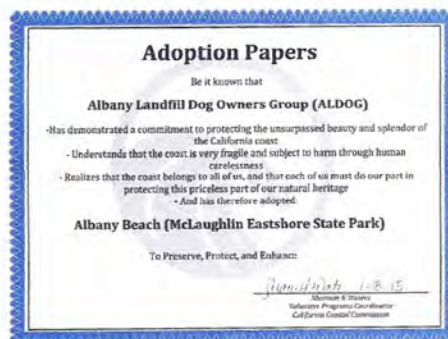 Adoption Papers
Be it known that
Albany Landfill Dog Owners Group (ALDOG)
-Has demonstrated a commitment to protecting the unsurpassed beauty and splendor of
the California coast
- Understands that the coast is very fragile and subject to harm through human
carelessness
- Realizes that the coast belongs to all of us, and that each of us must do our part in
protecting this priceless part of our natural heritage
- And has therefore adopted
Albany Beach (McLaughlin Eastshore State Park)
To Preserve, Protect, and Enhance
Volunteer Programs Coordinator
California Coastal Commission